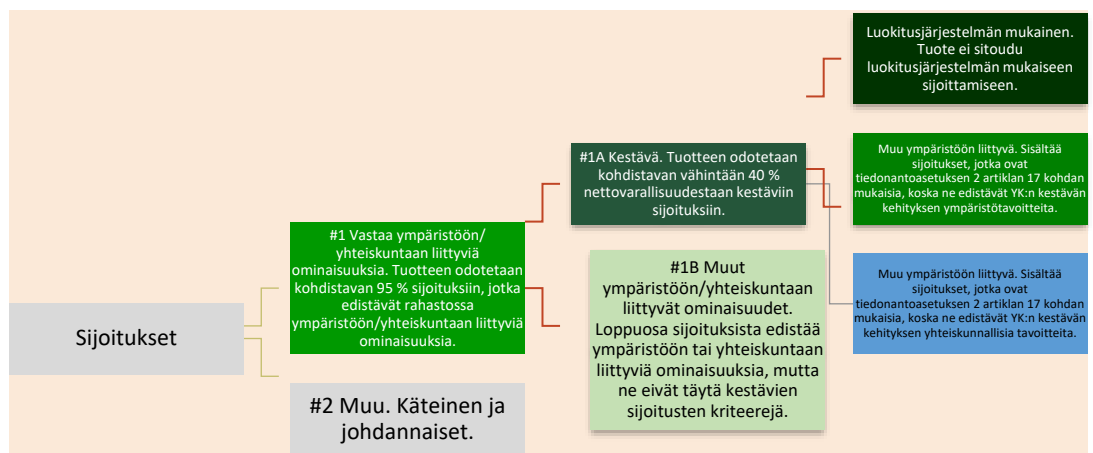 Luokitusjärjestelmän mukainen.
Tuote ei sitoudu
luokitusjärjestelmän mukaiseen
sijoittamiseen.
#1A Kestävä. Tuotteen odotetaan
kohdistavan vähintään 40 %
nettovarallisuudestaan kestäviin
sijoituksiin.
Muu ympäristöön liittyvä. Sisältää
sijoitukset, jotka ovat
tiedonantoasetuksen 2 artiklan 17 kohdan
mukaisia, koska ne edistävät YK:n kestävän
kehityksen ympäristötavoitteita.
#1 Vastaa ympäristöön/
yhteiskuntaan liittyviä
ominaisuuksia. Tuotteen odotetaan
kohdistavan 95 % sijoituksiin, jotka
edistävät rahastossa
ympäristöön/yhteiskuntaan liittyviä
ominaisuuksia.
#1B Muut
ympäristöön/yhteiskuntaan
liittyvät ominaisuudet.
Loppuosa sijoituksista edistää
ympäristöön tai yhteiskuntaan
liittyviä ominaisuuksia, mutta
ne eivät täytä kestävien
sijoitusten kriteerejä.
Muu ympäristöön liittyvä. Sisältää
sijoitukset, jotka ovat
tiedonantoasetuksen 2 artiklan 17 kohdan
mukaisia, koska ne edistävät YK:n kestävän
kehityksen yhteiskunnallisia tavoitteita.
Sijoitukset
#2 Muu. Käteinen ja
johdannaiset.